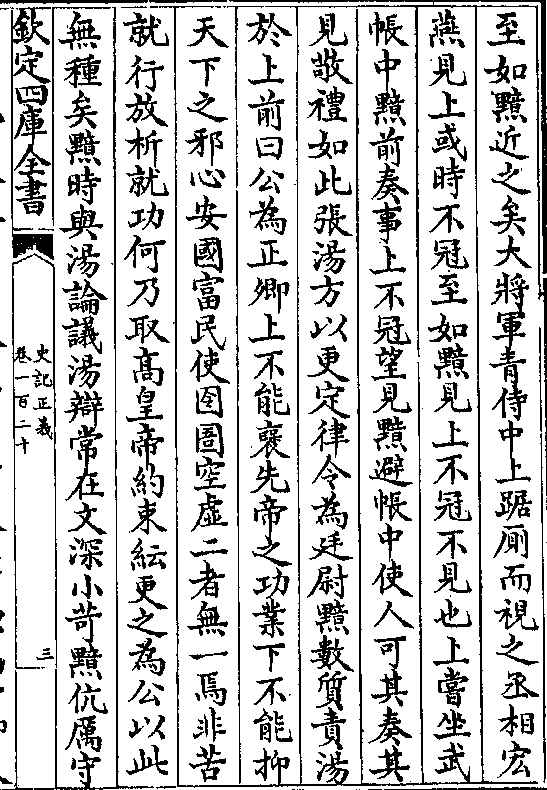 至如黯近之矣大將軍青侍中上踞厠而視之丞相宏
燕見上或時不冠至如黯見上不冠不見也上嘗坐武
帳中黯前奏事上不冠望見黯避帳中使人可其奏其
見敬禮如此張湯方以更定律令為廷尉黯數質責湯
於上前曰公為正卿上不能襃先帝之功業下不能抑
天下之邪心安國富民使囹圄空虛二者無一焉非苦
就行放析就功何乃取髙皇帝約束紜更之為公以此
無種矣黯時與湯論議湯辯常在文深小苛黯伉厲守
欽定四庫全書
史記正義
卷一百二十
三